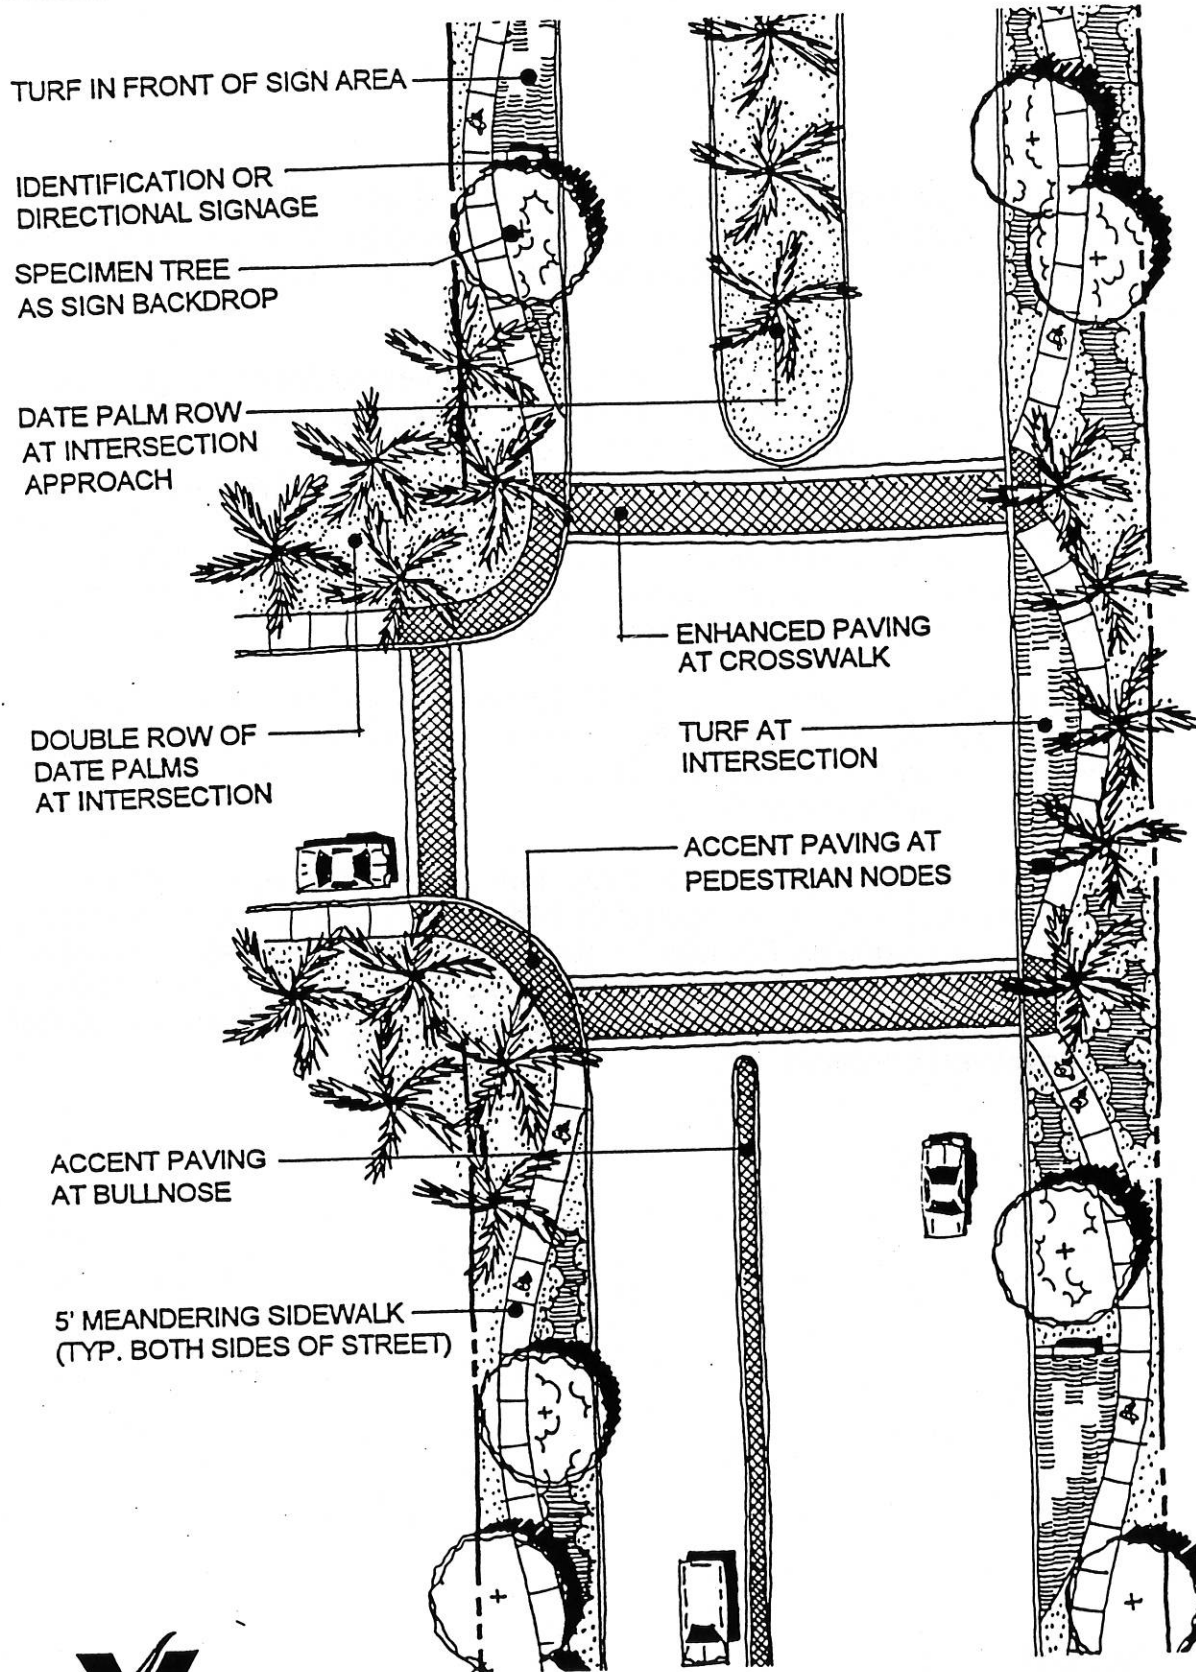 TURF IN FRONT OF SIGN AREA
IDENTIFICATION OR
DIRECTIONAL SIGNAGE
SPECIMEN TREE
AS SIGN BACKDROP
DATE PALM ROW
AT INTERSECTION
APPROACH
ENHANCED PAVING
AT CROSSWALK
DOUBLE ROW OF
DATE PALMS
AT INTERSECTION
TURF AT
INTERSECTION
ACCENT PAVING AT
PEDESTRIAN NODES
ACCENT PAVING
AT BULLNOSE
5' MEANDERING SIDEWALK
(TYP. BOTH SIDES OF STREET)